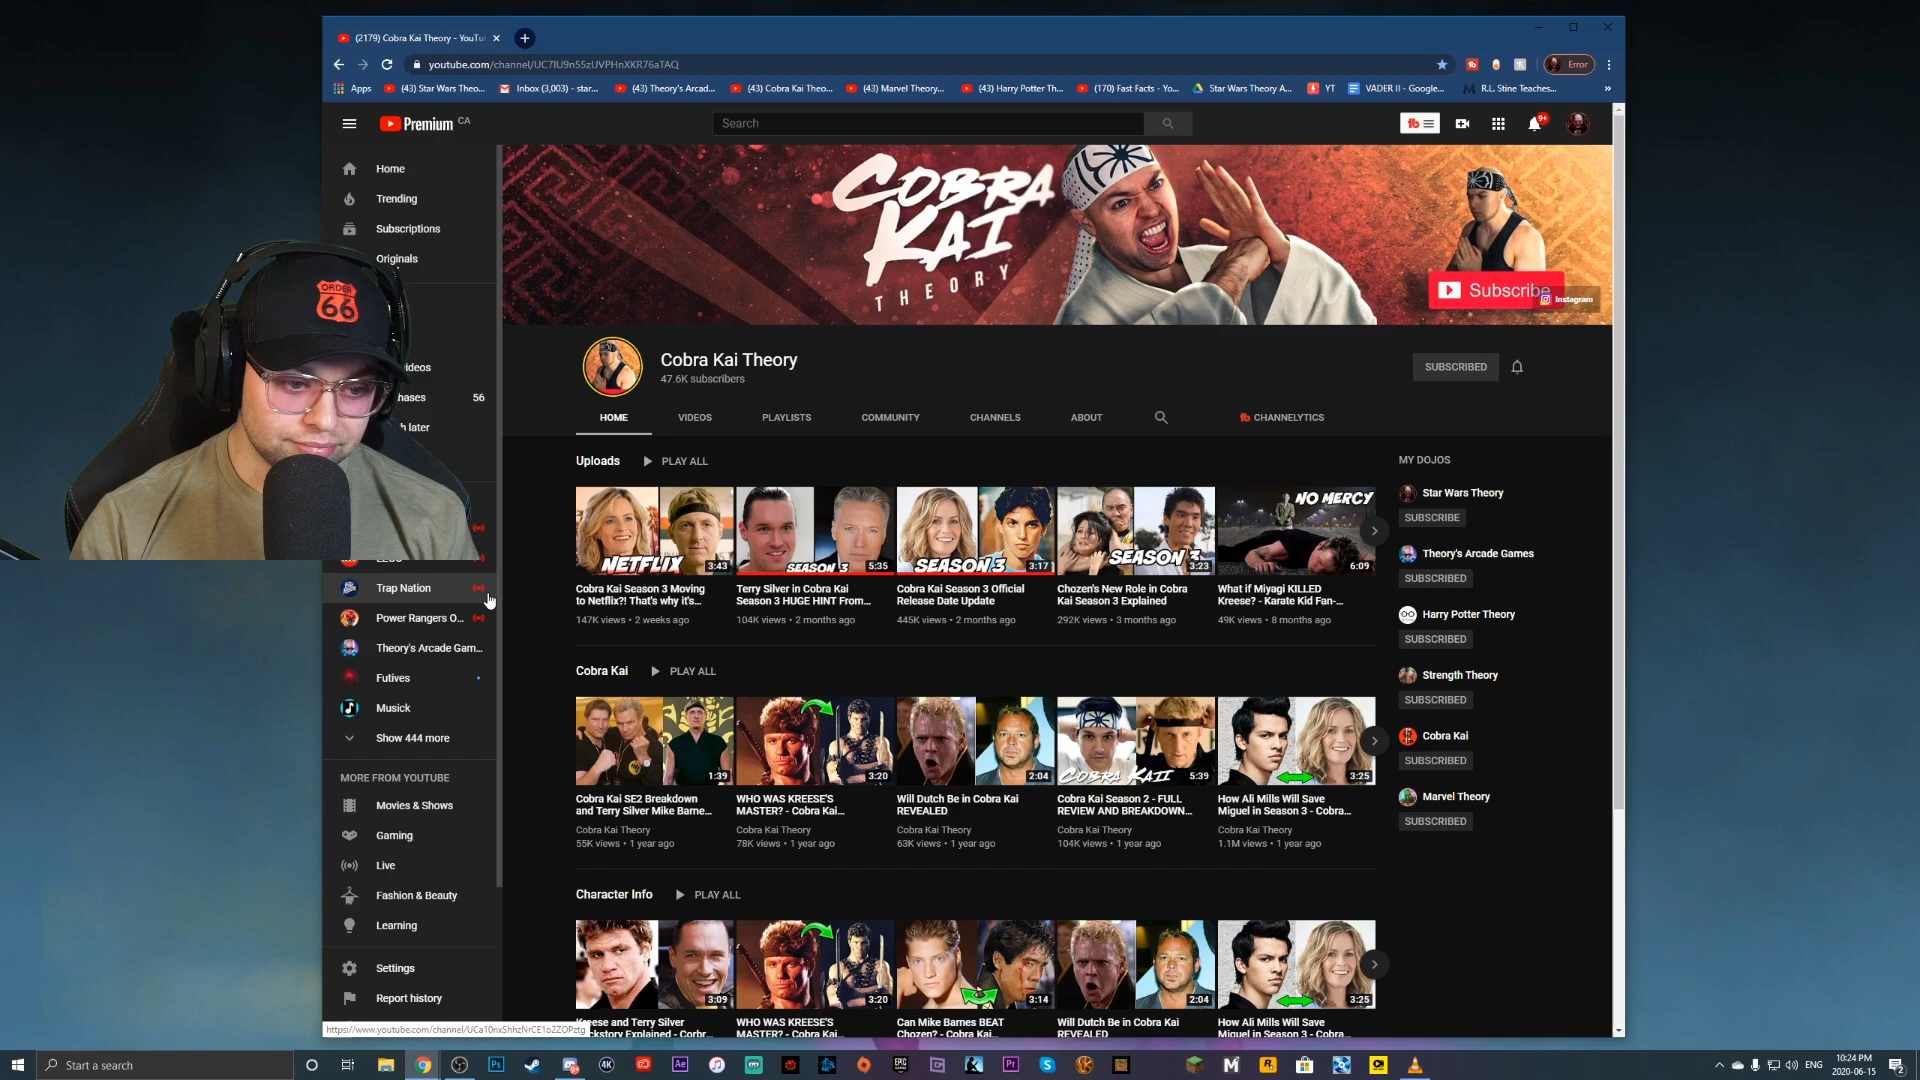 (2179) Cobra Kai Theory - YouTu
youtube.com/channel/UC7IU9n55zUVPHnXKR76aTAQ
Error
Apps
(43) Star Wars Theo...
Inbox (3,003) - star...
(43) Theory's Arcad...
(43) Cobra Kai Theo...
(43) Marvel Theory...
(43) Harry Potter Th...
(170) Fast Facts - Yo...
Star Wars Theory A...
YT
VADER II - Google...
R.L. Stine Teaches...
»
Premium CA
Search
9+
Home
Trending
Subscriptions
Originals
ORDER
66
ideos
hases 56
h later
Trap Nation
Power Rangers O...
Theory's Arcade Gam...
Futives
Musick
Show 444 more
MORE FROM YOUTUBE
Movies & Shows
Gaming
Live
Fashion & Beauty
Learning
Settings
Report history
https://www.youtube.com/channel/UCa10nxShhzNrCE1o2ZOPztg
COBRA
KAI
THEORY
Subscribe
Instagram
Cobra Kai Theory
47.6K subscribers
SUBSCRIBED
HOME
VIDEOS
PLAYLISTS
COMMUNITY
CHANNELS
ABOUT
CHANNELYTICS
Uploads
PLAY ALL
NETFLIX
3:43
SEASON 3
5:35
SEASON 3
3:17
SEASON 3
3:23
NO MERCY
6:09
Cobra Kai Season 3 Moving
to Netflix?! That's why it's...
147K views • 2 weeks ago
Terry Silver in Cobra Kai
Season 3 HUGE HINT From...
104K views • 2 months ago
Cobra Kai Season 3 Official
Release Date Update
445K views • 2 months ago
Chozen's New Role in Cobra
Kai Season 3 Explained
292K views • 3 months ago
What if Miyagi KILLED
Kreese? - Karate Kid Fan-...
49K views • 8 months ago
Cobra Kai
PLAY ALL
1:39
3:20
2:04
COBRA KAI I
5:39
3:25
Cobra Kai SE2 Breakdown
and Terry Silver Mike Barne...
Cobra Kai Theory
55K views • 1 year ago
WHO WAS KREESE'S
MASTER? - Cobra Kai...
Cobra Kai Theory
78K views • 1 year ago
Will Dutch Be in Cobra Kai
REVEALED
Cobra Kai Theory
63K views • 1 year ago
Cobra Kai Season 2 - FULL
REVIEW AND BREAKDOWN...
Cobra Kai Theory
104K views • 1 year ago
How Ali Mills Will Save
Miguel in Season 3 - Cobra...
Cobra Kai Theory
1.1M views • 1 year ago
Character Info
PLAY ALL
3:09
3:20
3:14
2:04
3:25
Kreese and Terry Silver
ckstory Explained - Corbr...
WHO WAS KREESE'S
MASTER? - Cobra Kai...
Can Mike Barnes BEAT
Chozen? - Cobra Kai...
Will Dutch Be in Cobra Kai
REVEALED
How Ali Mills Will Save
Miguel in Season 3 - Cobra...
MY DOJOS
Star Wars Theory
SUBSCRIBE
Theory's Arcade Games
SUBSCRIBED
Harry Potter Theory
SUBSCRIBED
Strength Theory
SUBSCRIBED
Cobra Kai
SUBSCRIBED
Marvel Theory
SUBSCRIBED
Start a search
Ps
4K
Ae
EPIC
GAMES
Pr
ENG
10:24 PM
2020-06-15
2